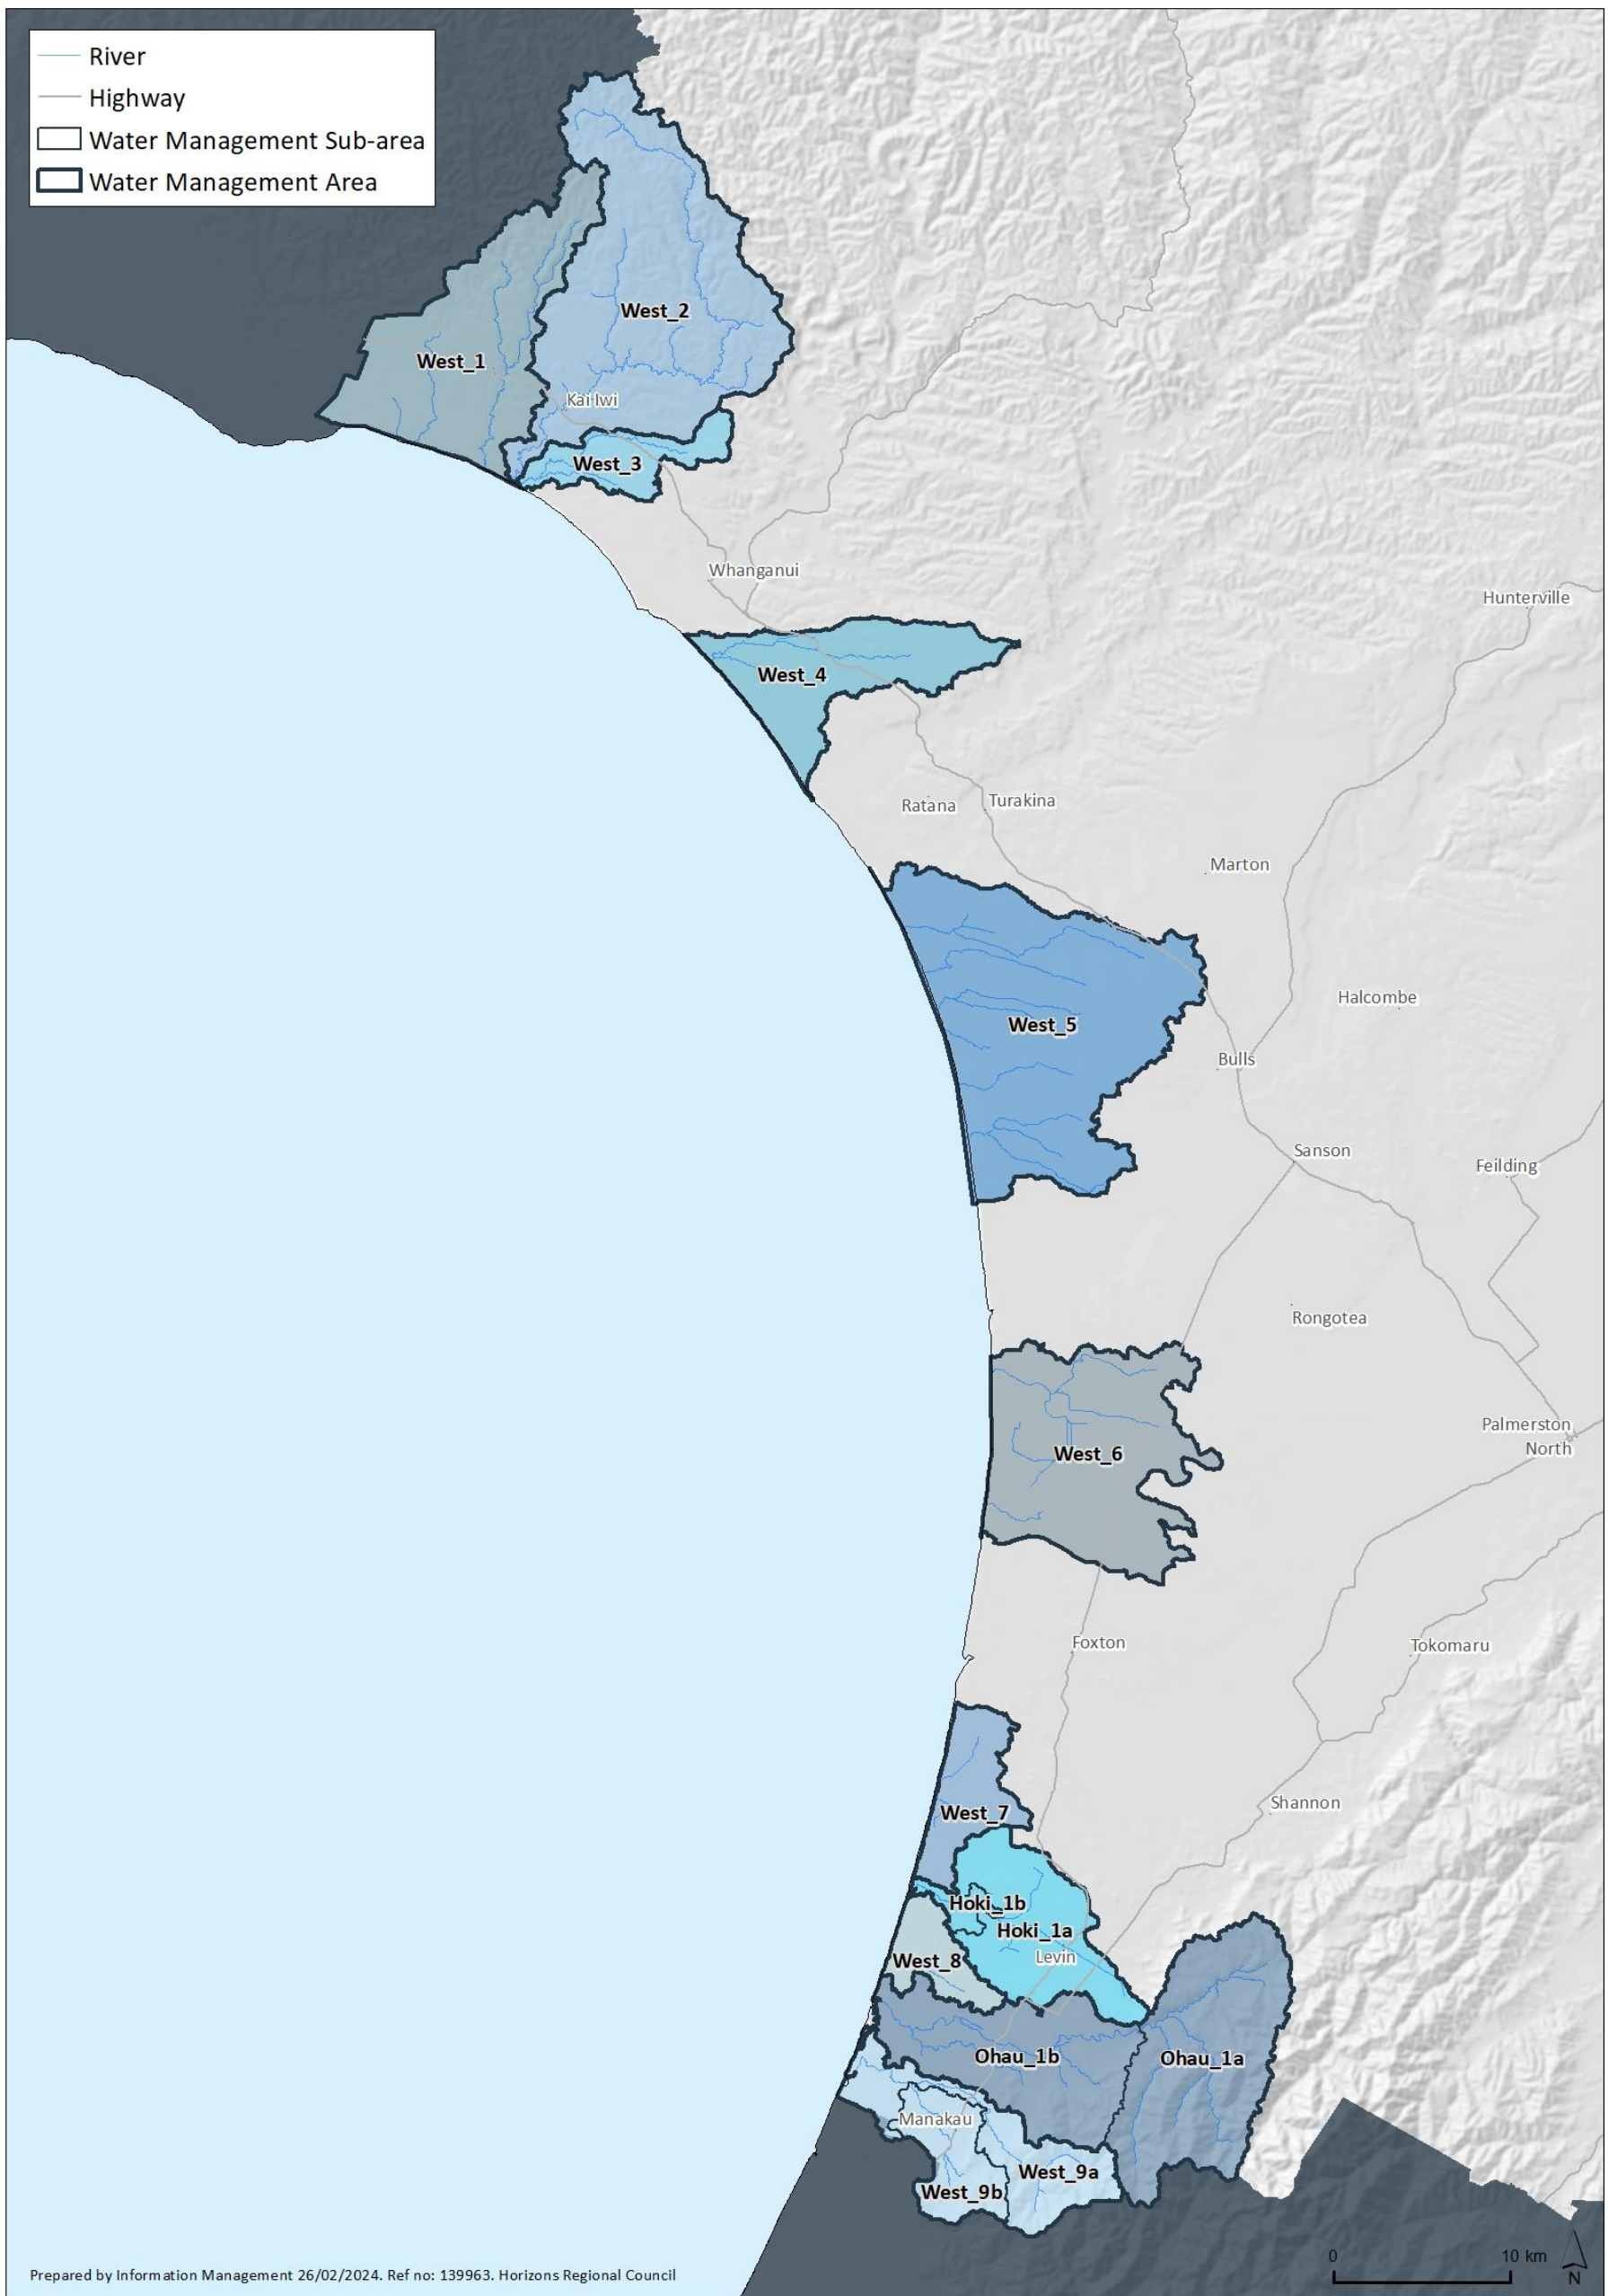 River
Highway
Water Management Sub-area
Water Management Area
West_2
West_1
Kai Iwi
West_3
Whanganui
Hunterville
West_4
Ratana
Turakina
Marton
Halcombe
West_5
Bulls
Sanson
Feilding
Rongotea
Palmerston
North
West_6
Foxton
Tokomaru
Shannon
West_7
Hoki_1b
Hoki_1a
Levin
West_8
Ohau_1b
Ohau_1a
Manakau
West_9a
West_9b
0 10 km
N
Prepared by Information Management 26/02/2024. Ref no: 139963. Horizons Regional Council